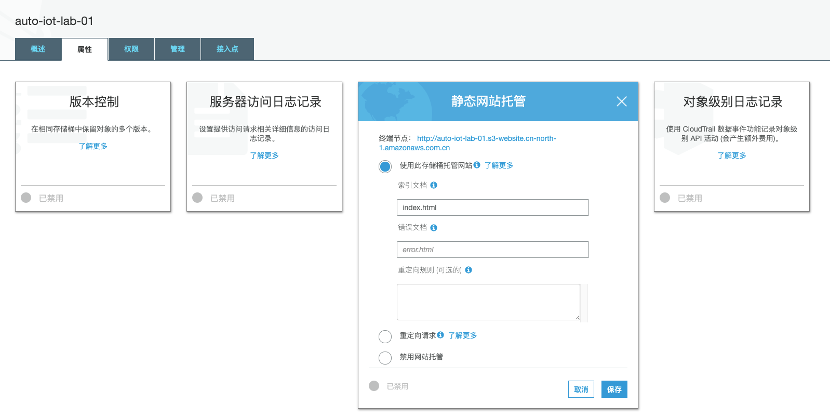 auto-iot-lab-01
概述
属性
权限
管理
接入点
版本控制
在相同存储桶中保留对象的多个版本。
了解更多
已禁用
服务器访问日志记录
设置提供访问请求相关详细信息的访问日
志记录。
了解更多
已禁用
静态网站托管
终端节点: http://auto-iot-lab-01.s3-website.cn-north-
1.amazonaws.com.cn
使用此存储桶托管网站 了解更多
索引文档
index.html
错误文档
error.html
重定向规则 (可选的)
重定向请求 了解更多
禁用网站托管
已禁用
取消
保存
对象级别日志记录
使用 CloudTrail 数据事件功能记录对象级
别 API 活动 (会产生额外费用)。
了解更多
已禁用